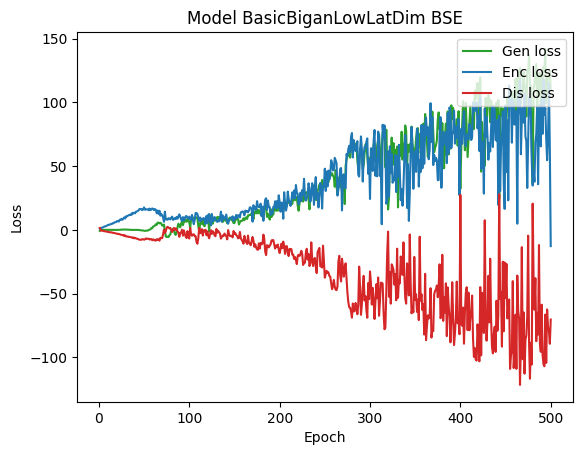 Model BasicBiganLowLatDim BSE
Gen loss
Enc loss
Dis loss
150
100
50
0
−50
−100
Loss
0
100
200
300
400
500
Epoch